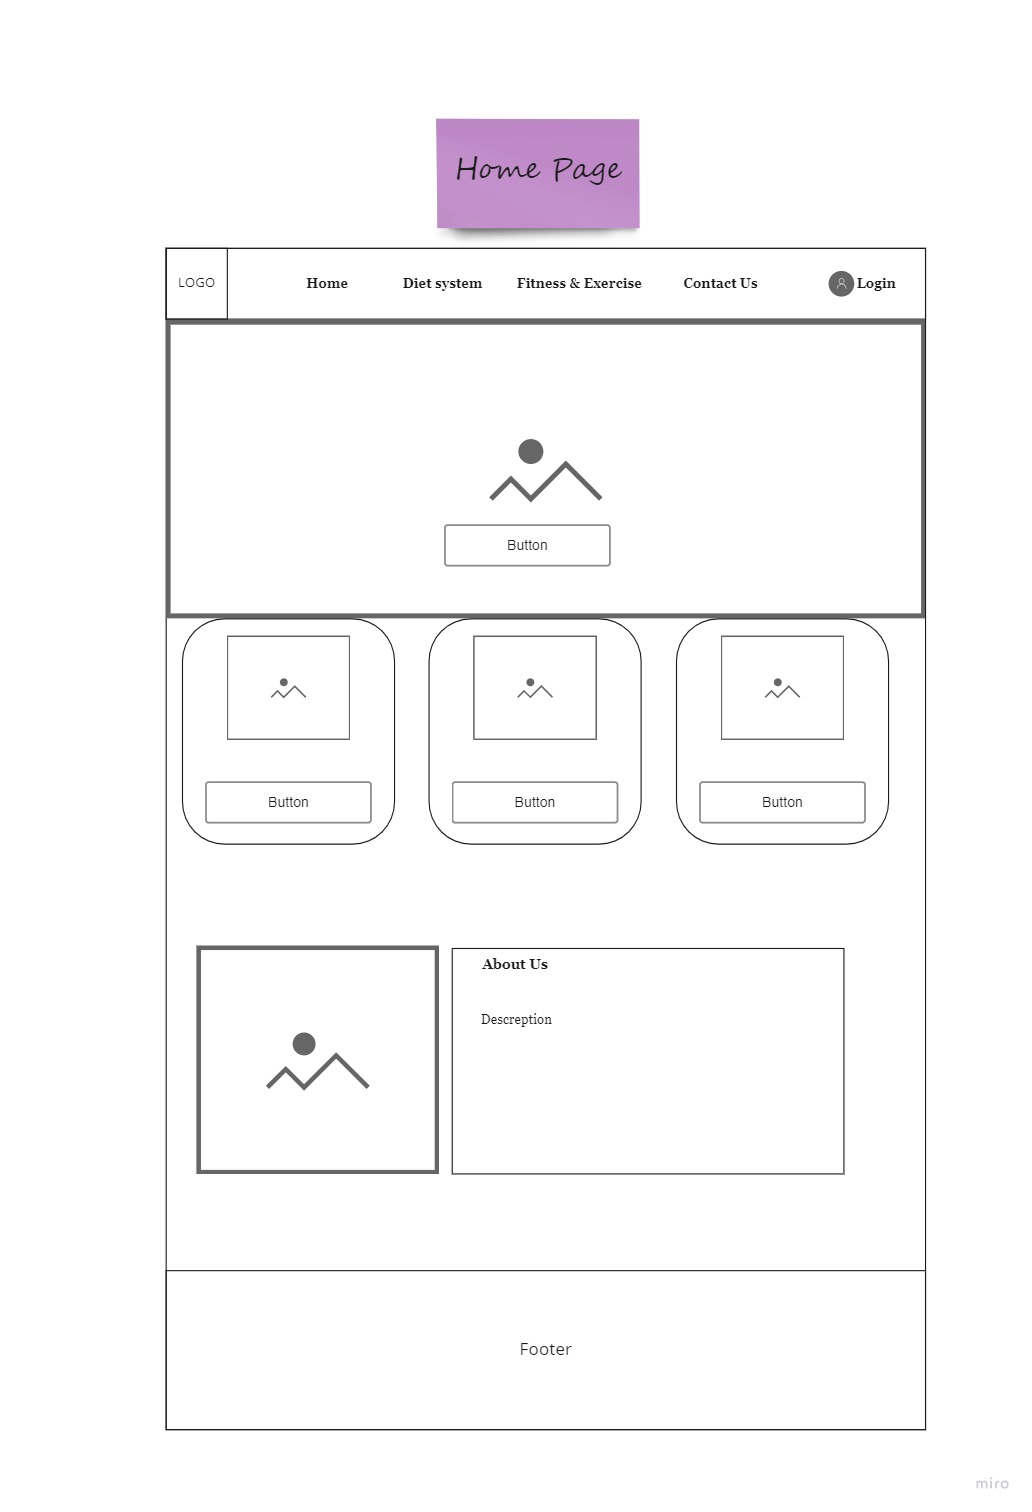 Home Page
LOGO
Home
Diet system
Fitness & Exercise
Contact Us
Login
Button
Button
Button
Button
About Us
Descreption
Footer
miro